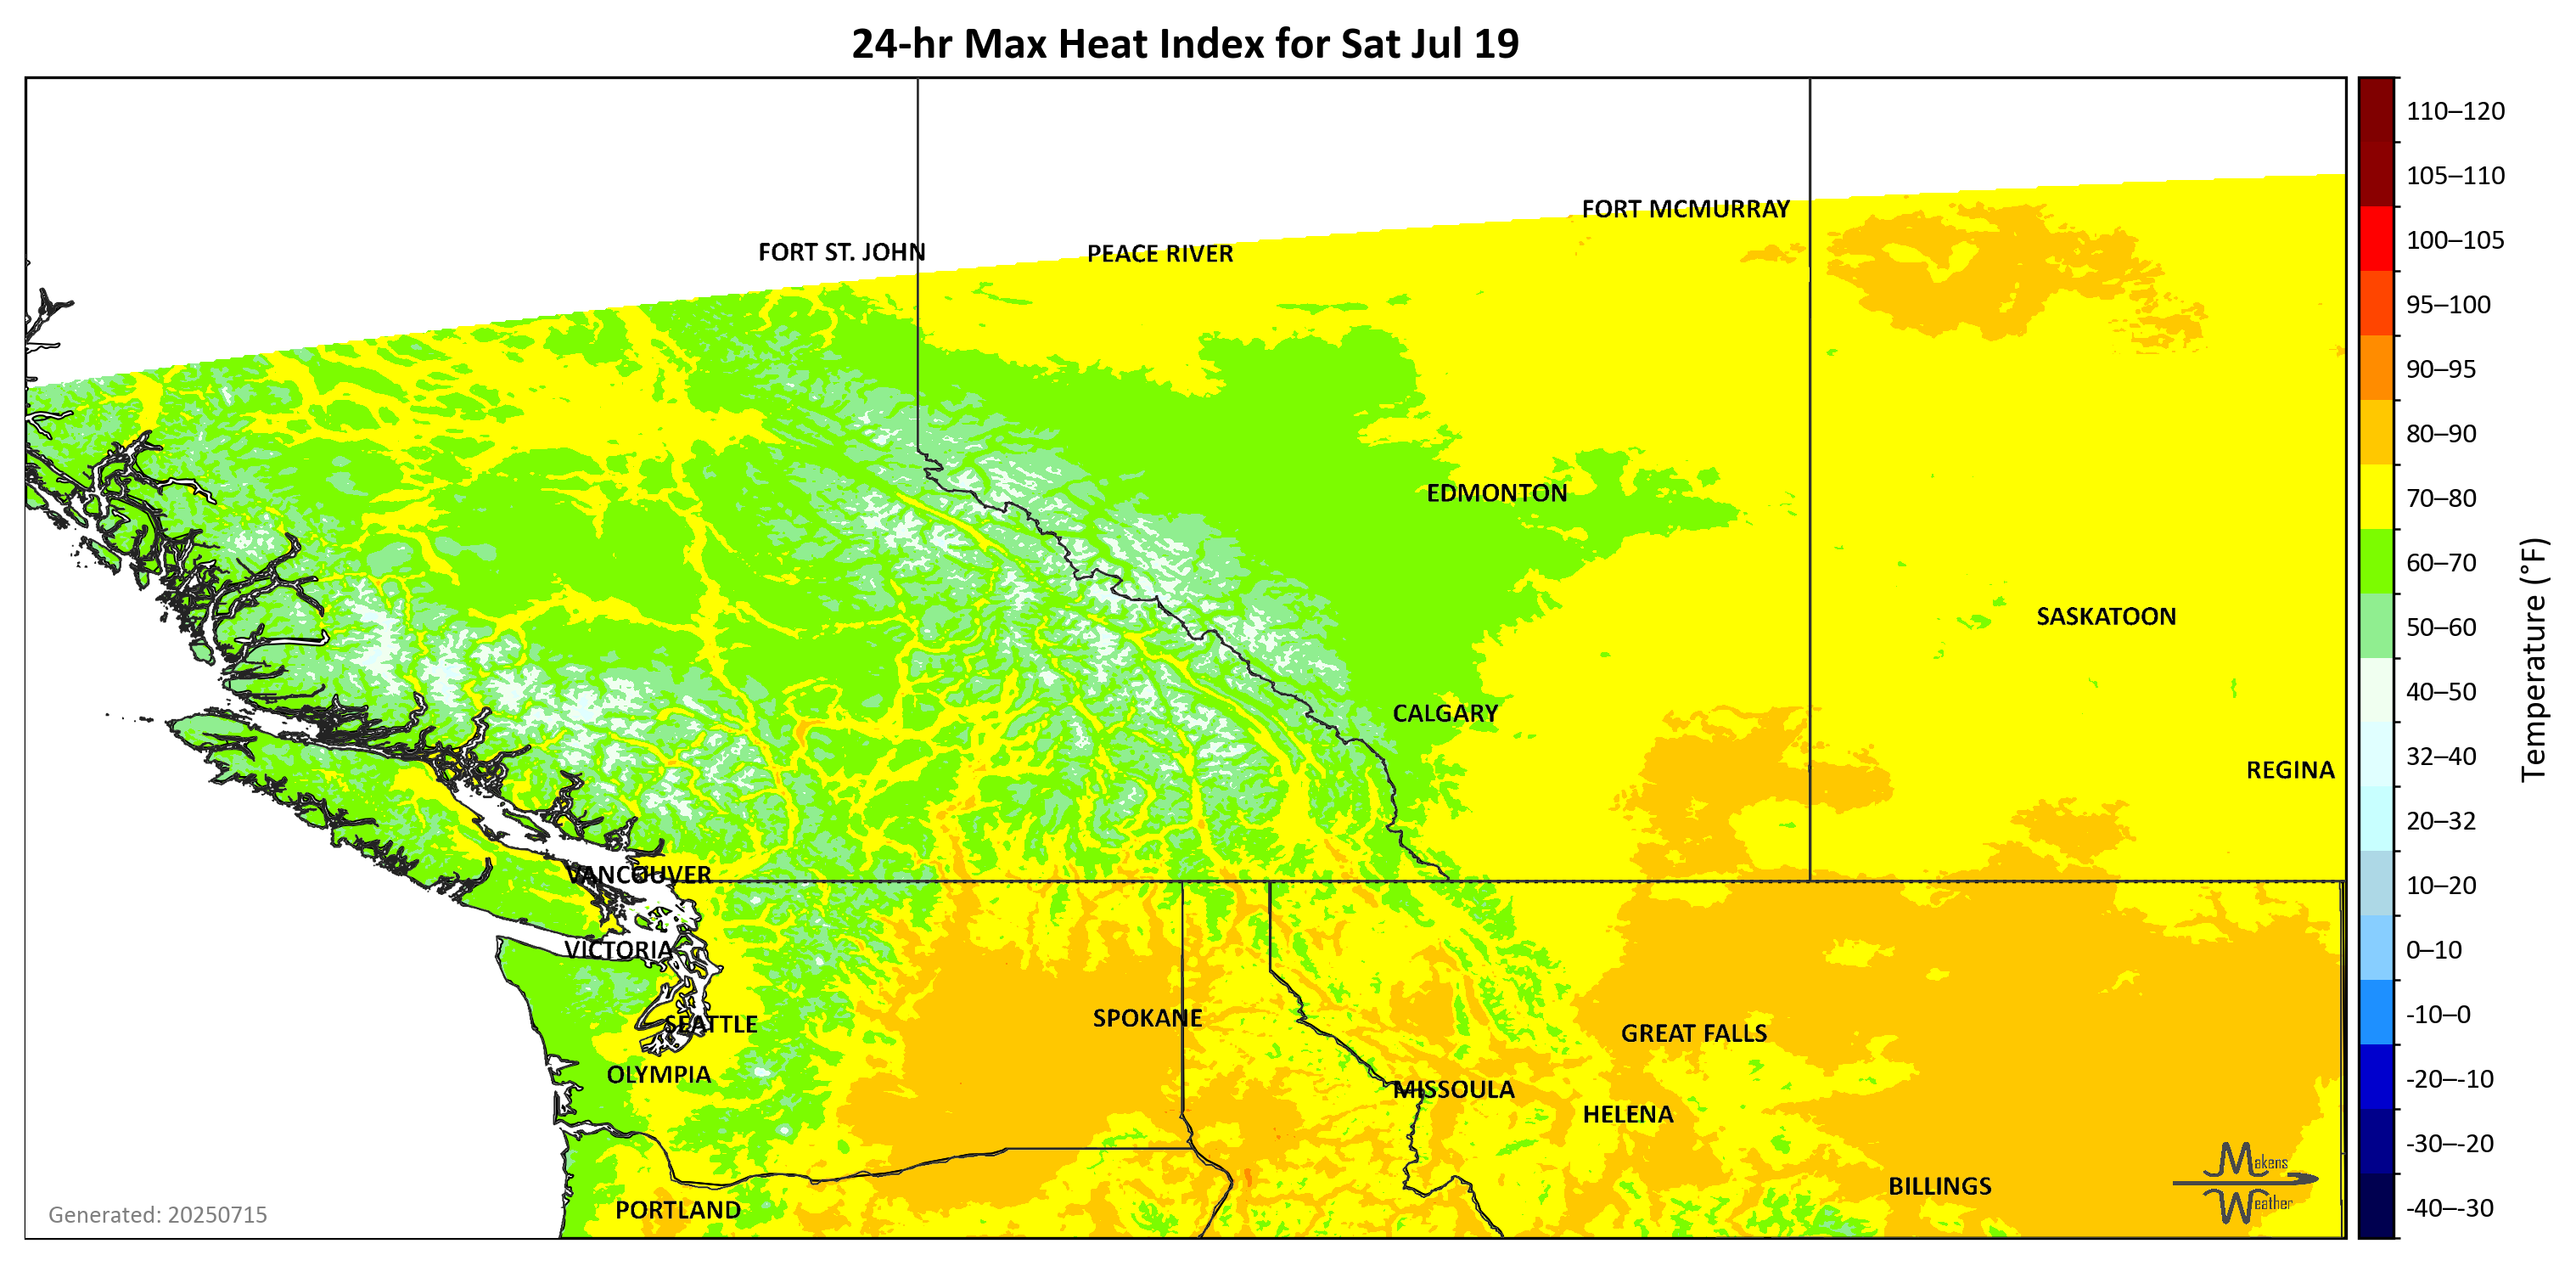 24-hr Max Heat Index for Sat Jul 19
110–120
105–110
FORT MCMURRAY
100–105
FORT ST. JOHN
PEACE RIVER
95–100
90–95
80–90
EDMONTON
70–80
60–70
SASKATOON
50–60
40–50
CALGARY
32–40
REGINA
Temperature (°F)
20–32
VANCOUVER
10–20
VICTORIA
0–10
SEATTLE
SPOKANE
GREAT FALLS
-10–0
OLYMPIA
MISSOULA
-20–-10
HELENA
-30–-20
Makens
Weather
BILLINGS
PORTLAND
-40–-30
Generated: 20250715